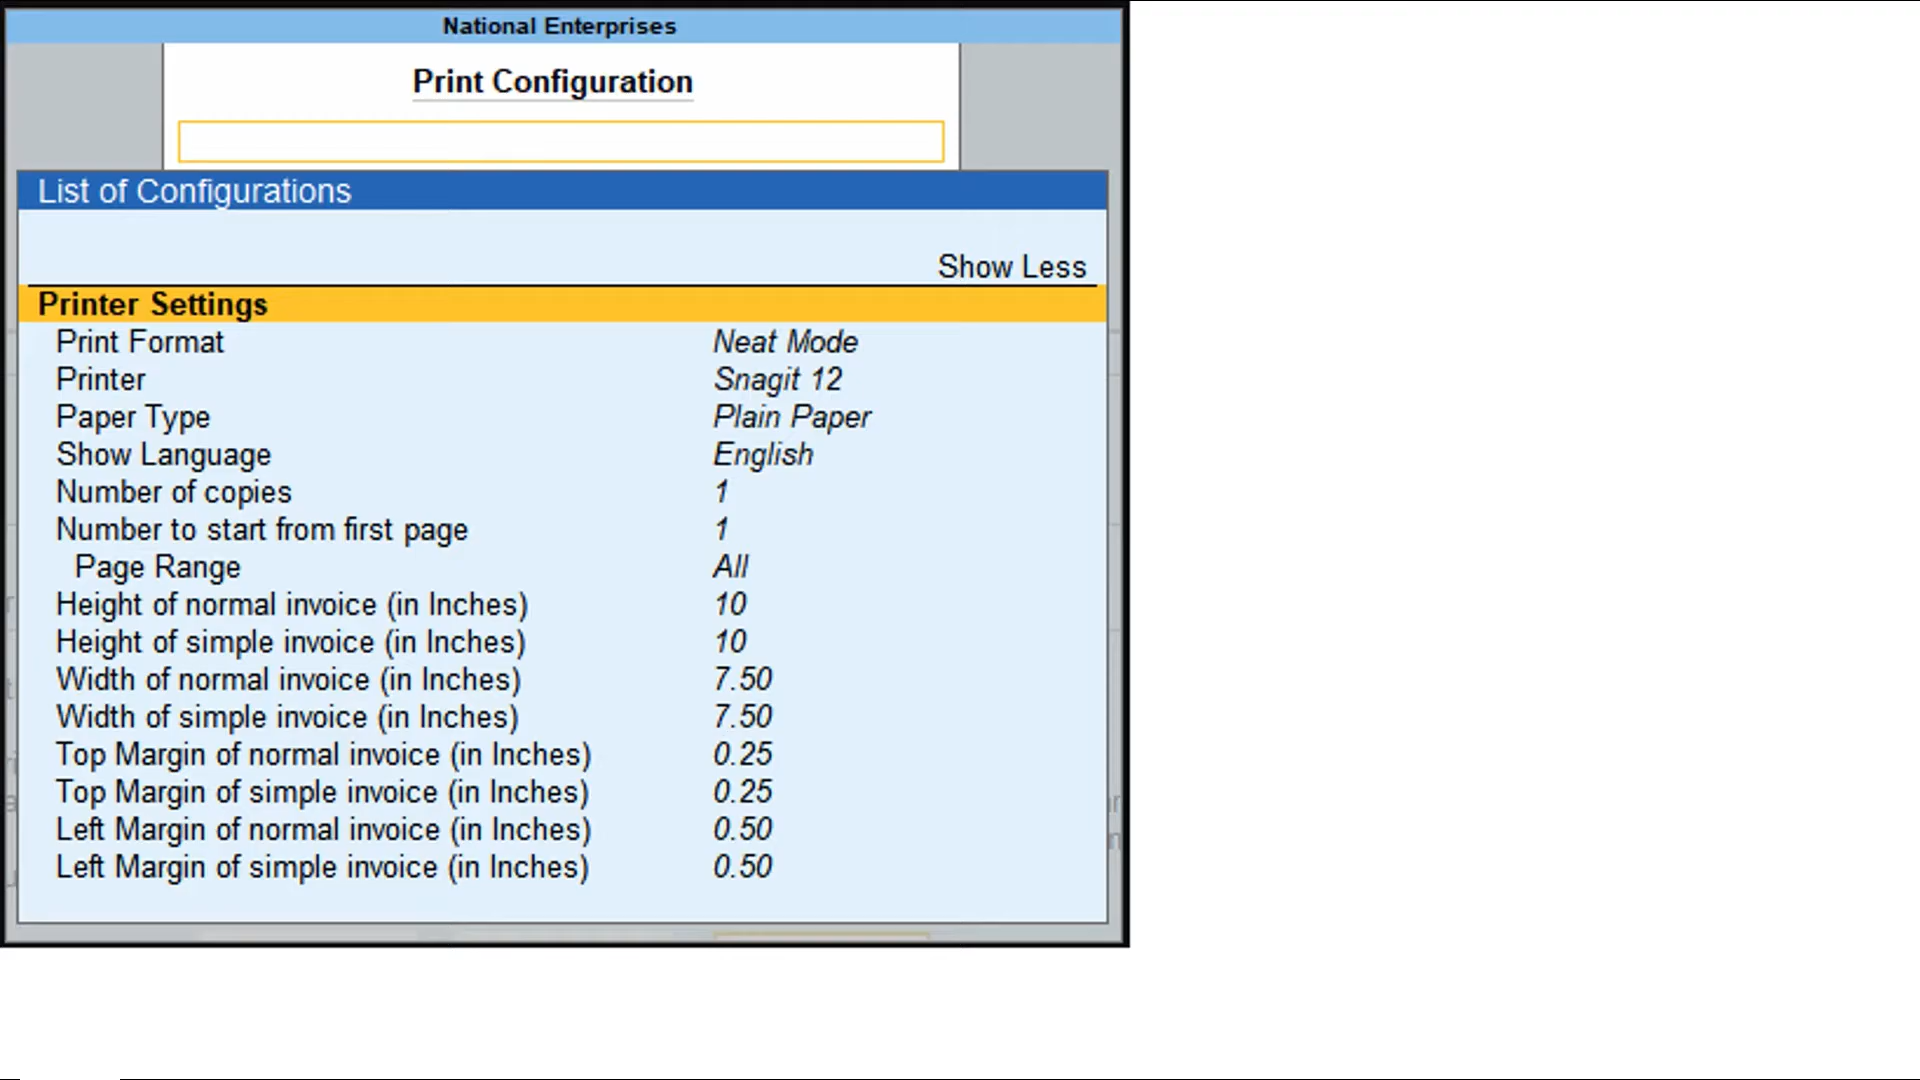 National Enterprises
Print Configuration
List of Configurations
Show Less
Printer Settings
Print Format Neat Mode
Printer Snagit 12
Paper Type Plain Paper
Show Language English
Number of copies 1
Number to start from first page 1
Page Range All
Height of normal invoice (in Inches) 10
Height of simple invoice (in Inches) 10
Width of normal invoice (in Inches) 7.50
Width of simple invoice (in Inches) 7.50
Top Margin of normal invoice (in Inches) 0.25
Top Margin of simple invoice (in Inches) 0.25
Left Margin of normal invoice (in Inches) 0.50
Left Margin of simple invoice (in Inches) 0.50